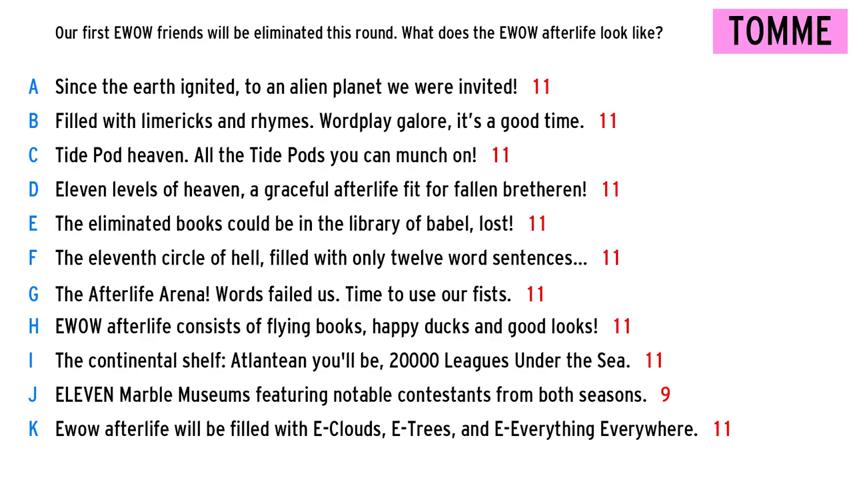 Our first EWOW friends will be eliminated this round. What does the EWOW afterlife look like? TOMME
A Since the earth ignited, to an alien planet we were invited! 11
B Filled with limericks and rhymes. Wordplay galore, it's a good time. 11
C Tide Pod heaven. All the Tide Pods you can munch on! 11
D Eleven levels of heaven, a graceful afterlife fit for fallen bretheren! 11
E The eliminated books could be in the library of babel, lost! 11
F The eleventh circle of hell, filled with only twelve word sentences... 11
G The Afterlife Arena! Words failed us. Time to use our fists. 11
H EWOW afterlife consists of flying books, happy ducks and good looks! 11
I The continental shelf: Atlantean you'll be, 20000 Leagues Under the Sea. 11
J ELEVEN Marble Museums featuring notable contestants from both seasons. 9
K Ewow afterlife will be filled with E-Clouds, E-Trees, and E-Everything Everywhere. 11